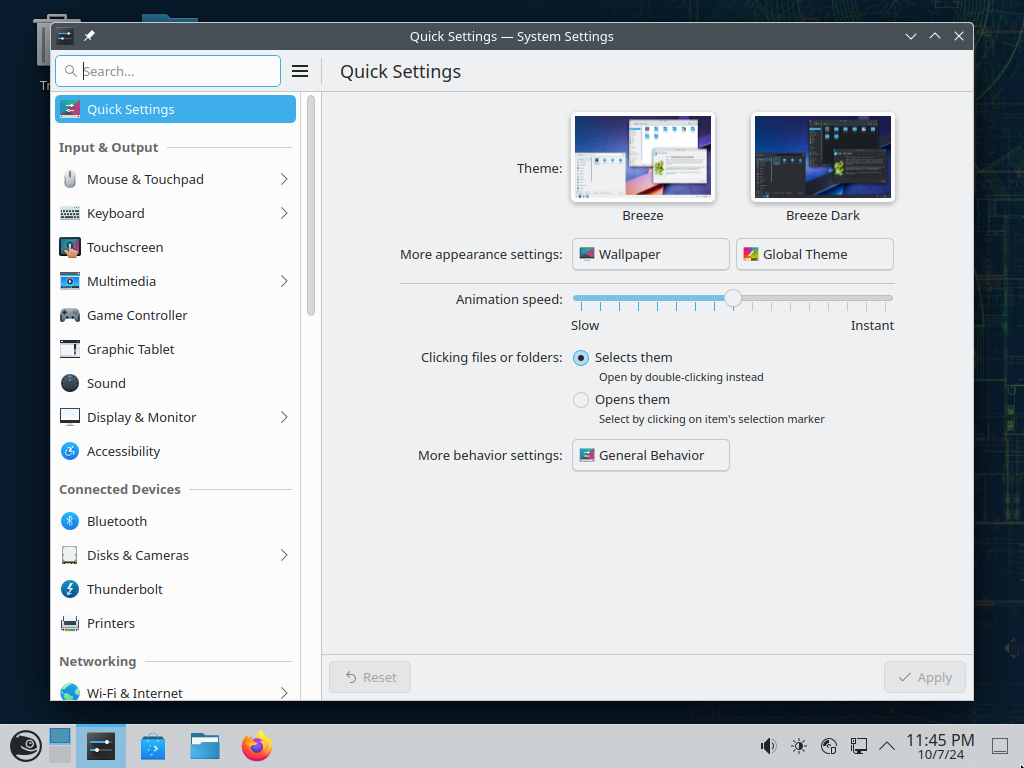 Quick Settings — System Settings
Search...
Quick Settings
Quick Settings
Input & Output
Mouse & Touchpad
Keyboard
Touchscreen
Multimedia
Game Controller
Graphic Tablet
Sound
Display & Monitor
Accessibility
Connected Devices
Bluetooth
Disks & Cameras
Thunderbolt
Printers
Networking
Wi-Fi & Internet
Theme:
Breeze
Breeze Dark
More appearance settings:
Wallpaper
Global Theme
Animation speed:
Slow
Instant
Clicking files or folders:
Selects them
Open by double-clicking instead
Opens them
Select by clicking on item's selection marker
More behavior settings:
General Behavior
Reset
Apply
11:45 PM
10/7/24